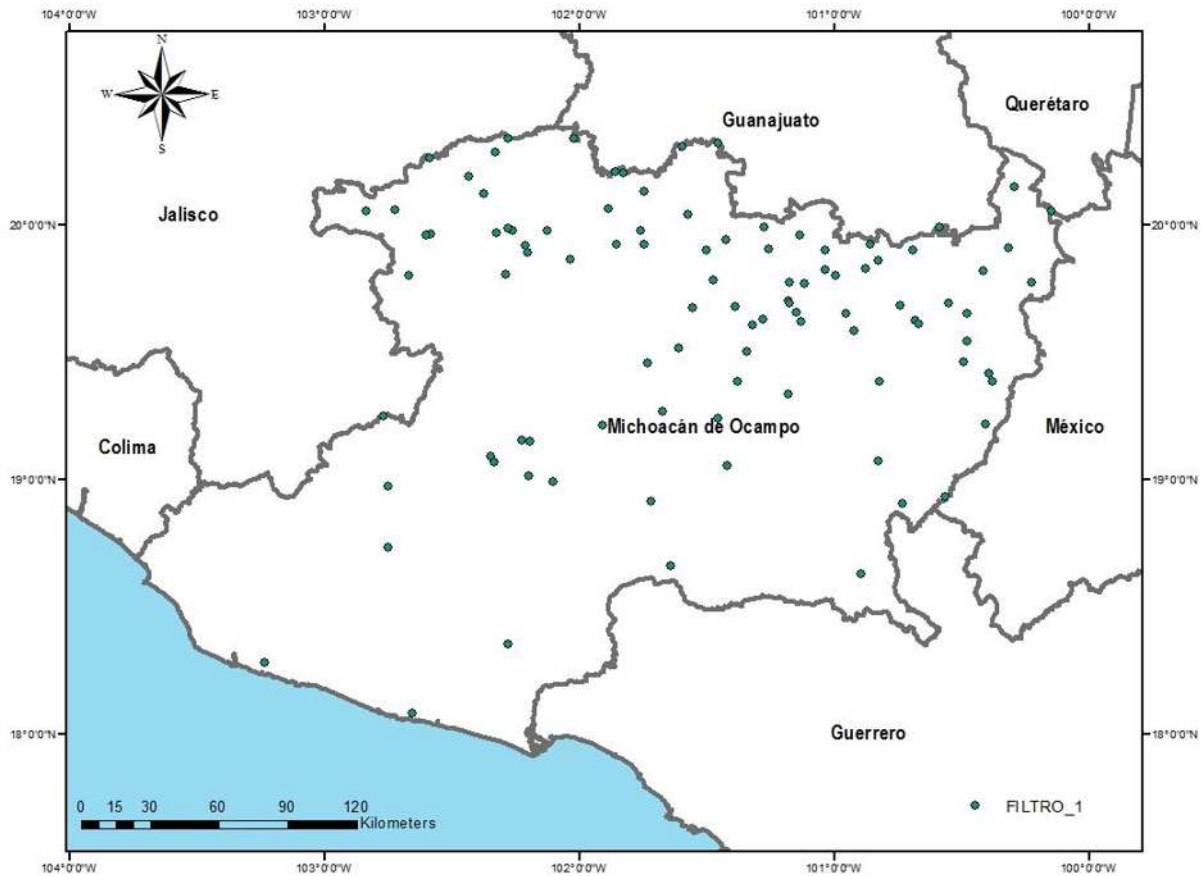 104°0'0"W 103°0'0"W 102°0'0"W 101°0'0"W 100°0'0"W
N
W E
S
Querétaro
Guanajuato
Jalisco
20°0'0"N 20°0'0"N
Michoacán de Ocampo
México
Colima
19°0'0"N 19°0'0"N
Guerrero
18°0'0"N 18°0'0"N
0 15 30 60 90 120
Kilometers
FILTRO_1
104°0'0"W 103°0'0"W 102°0'0"W 101°0'0"W 100°0'0"W